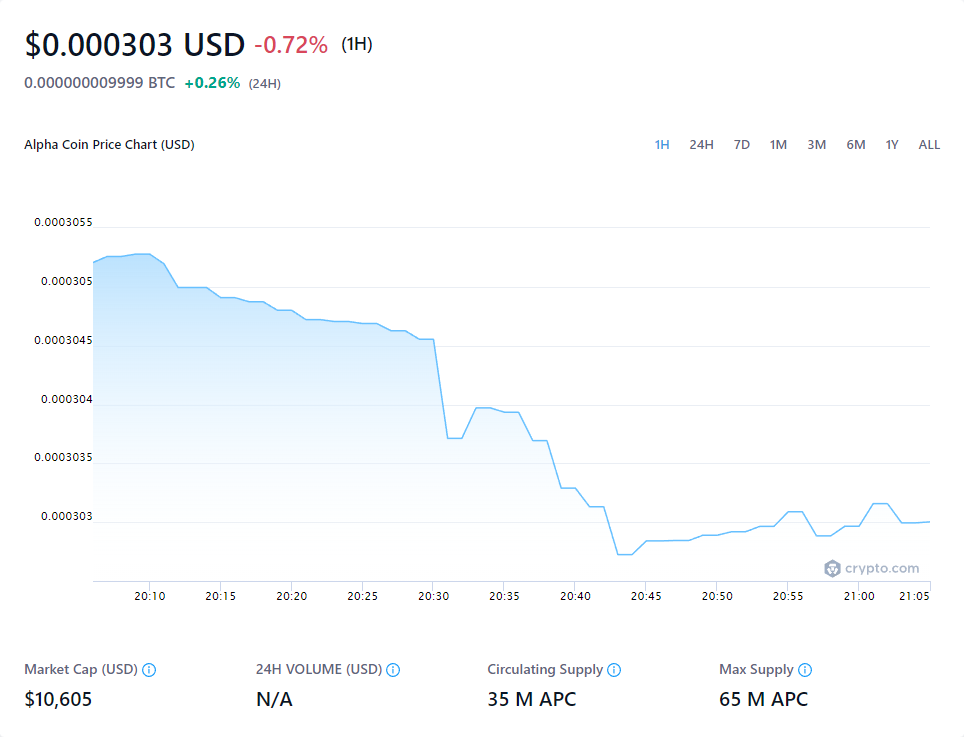 $0.000303 USD -0.72% (1H)
0.000000009999 BTC +0.26% (24H)
Alpha Coin Price Chart (USD) 1H 24H 7D 1M 3M 6M 1Y ALL
0.0003055
0.000305
0.0003045
0.000304
0.0003035
0.000303
crypto.com
20:10 20:15 20:20 20:25 20:30 20:35 20:40 20:45 20:50 20:55 21:00 21:05
Market Cap (USD) 24H VOLUME (USD) Circulating Supply Max Supply
$10,605 N/A 35 M APC 65 M APC